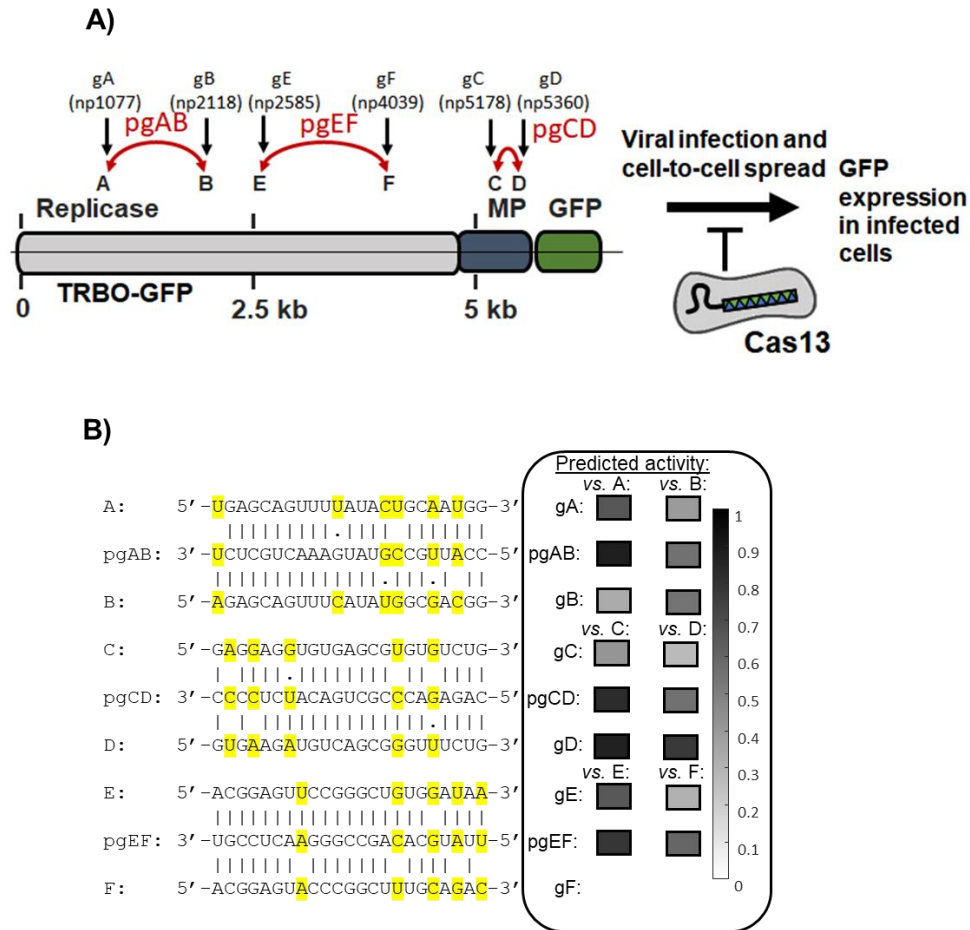 A)
gA
(np1077)
gB
(np2118)
gE
(np2585)
gF
(np4039)
gC
(np5178)
gD
(np5360)
pgAB
pgEF
pgCD
A
B
E
F
C
D
Replicase
MP
GFP
0
TRBO-GFP
2.5 kb
5 kb
Viral infection and
cell-to-cell spread
GFP
expression
in infected
cells
Cas13
B)
A: 5’-UGAGCAGUUUUAUACUGCAAUGG-3’
pgAB: 3’-UCUCGUCAAAGUAUGCCGUUACC-5’
B: 5’-AGAGCAGUUUCAUAUGGCGACGG-3’
C: 5’-GAGGAGGUGUGAGCGUGUGUCUG-3’
pgCD: 3’-CCCCUCUACAGUCGCCCAGAGAC-5’
D: 5’-GUGAAGAUGUCAGCGGGUUUCUG-3’
E: 5’-ACGGAGUUCCGGGCUGUGGAUAA-3’
pgEF: 3’-UGCCUCAAGGGCCGACACGUAUU-5’
F: 5’-ACGGAGUACCCGGCUUUGCAGAC-3’
Predicted activity:
vs. A: vs. B:
gA:
pgAB:
gB:
vs. C: vs. D:
gC:
pgCD:
gD:
vs. E: vs. F:
gE:
pgEF:
gF:
1
0.9
0.8
0.7
0.6
0.5
0.4
0.3
0.2
0.1
0